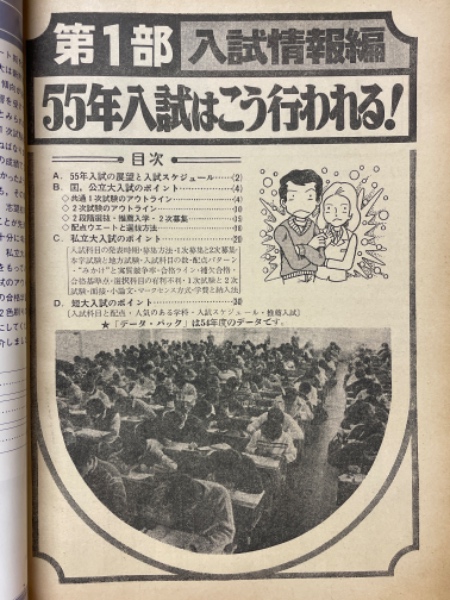 第1部 入試情報編
55年入試はこう行われる!
目次
A. 55年入試の展望と入試スケジュール……〈2〉
B. 国,公立大入試のポイント……〈4〉
◇共通1次試験のアウトライン……〈4〉
◇2次試験のアウトライン……
◇2段階選抜・推薦入学・2次募集……
◇配点ウエートと選抜方法……
C. 私立大入試のポイント……
入試科目の発表時期・募集方法・1次募集と2次募集・
本学試験と地方試験・入試科目の数・配点パターン
・“みかけ”と実質競争率・合格ライン・補欠合格・
合格基準点・選択科目の有利不利・1次試験と2次
試験・面接・小論文・マークセンス方式・学費と納入法
D. 短大入試のポイント……
〔入試科目と配点・人気のある学科・入試スケジュール・推薦入試〕
★「データ・パック」は54年度のデータです。